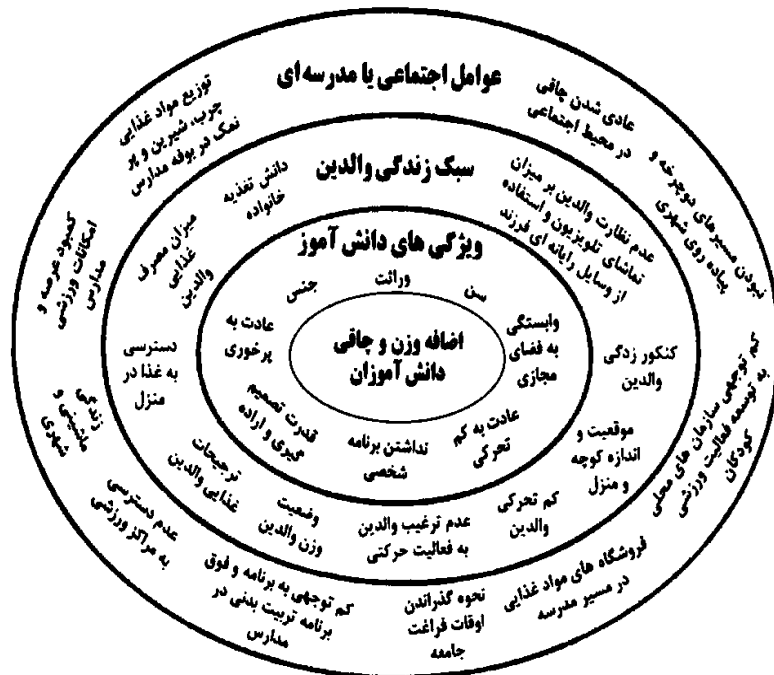 عوامل اجتماعی یا مدرسه ای
عادی شدن چاقی
در محیط اجتماعی
نبودن مسیرهای دوچرخه و
پیاده روی شهری
کم توجهی سازمان های محلی
به توسعه فعالیت ورزشی
کودکان
فروشگاه های مواد غذایی
در مسیر مدرسه
نحوه گذراندن
اوقات فراغت
جامعه
کم توجهی به برنامه و فوق
برنامه تربیت بدنی در
مدارس
عدم دسترسی
به مراکز ورزشی
زندگی
ماشینی و
شهری
کمبود عرصه و
امکانات ورزشی
مدارس
توزیع مواد غذایی
چرب، شیرین و پر
نمک در بوفه مدارس
سبک زندگی والدین
عدم نظارت والدین بر میزان
تماشای تلویزیون و استفاده
از وسایل رایانه ای فرزند
کنکور زدگی
والدین
موقعیت و
اندازه کوچه
و منزل
کم تحرکی
والدین
عدم ترغیب والدین
به فعالیت حرکتی
وضعیت
وزن والدین
ترجیحات
غذایی والدین
دسترسی
به غذا در
منزل
میزان مصرف
غذایی
والدین
دانش تغذیه
خانواده
ویژگی های دانش آموز
سن
وراثت
جنس
وابستگی
به فضای
مجازی
عادت به کم
تحرکی
نداشتن برنامه
شخصی
قدرت تصمیم
گیری و اراده
عادت به
پرخوری
اضافه وزن و چاقی
دانش آموزان